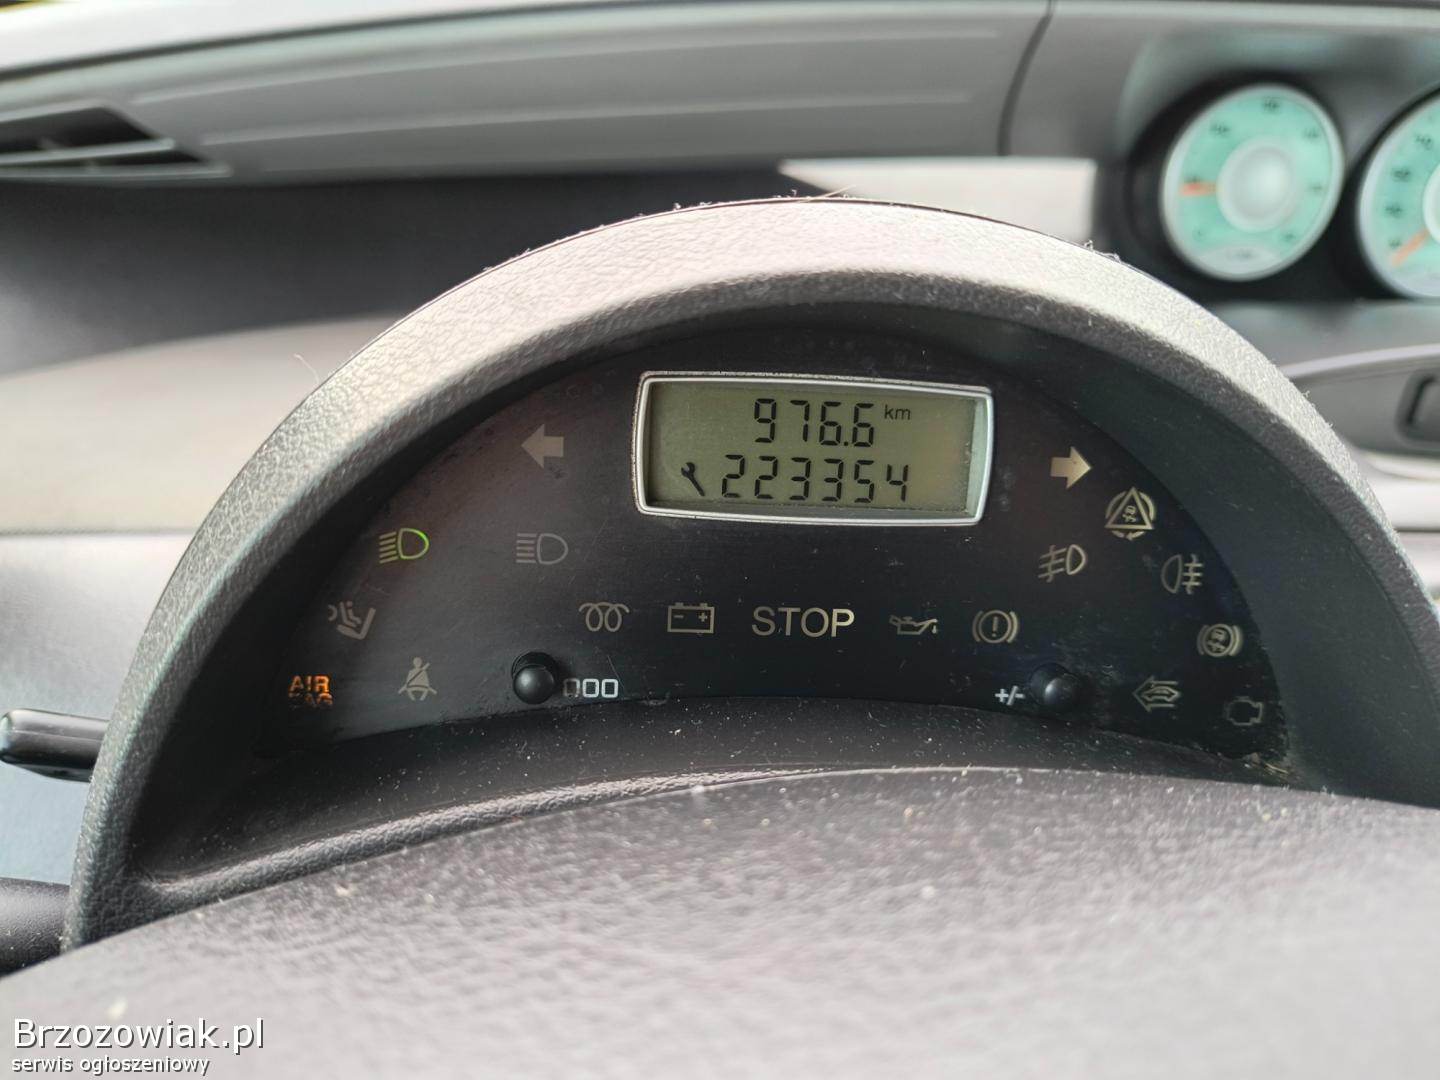 976.6 km
223354
STOP
AIR
BAG
000
+/-
Brzozowiak.pl
serwis ogłoszeniowy